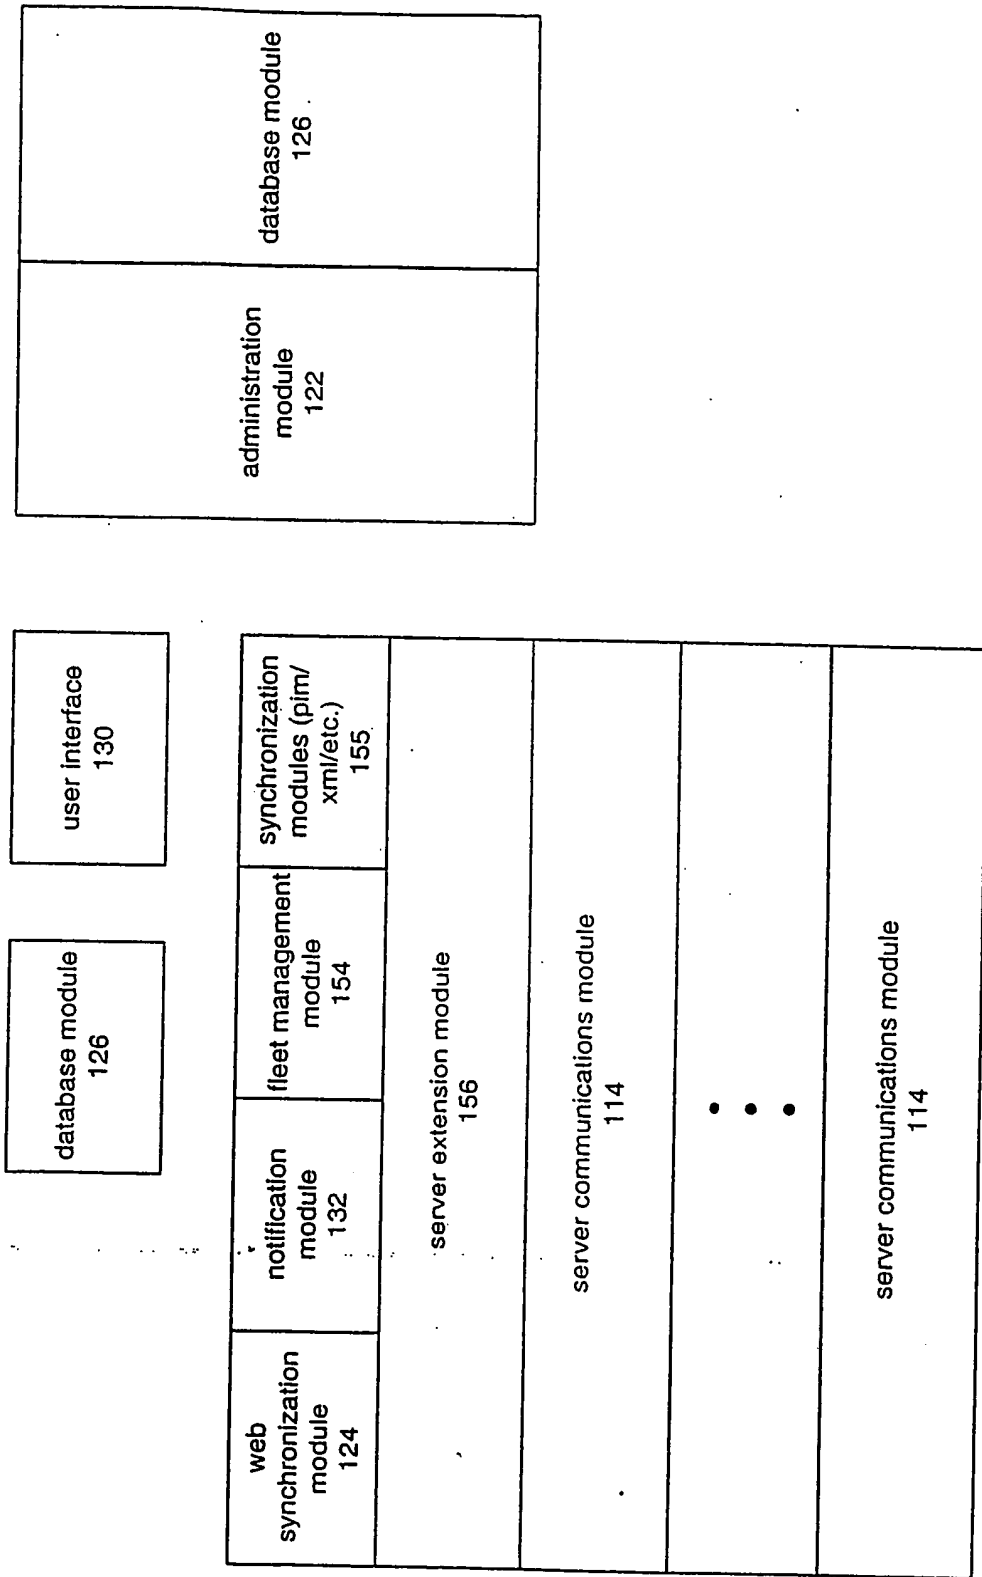 database module
126
user interface
130
web
synchronization
module
124
notification
module
132
fleet management
module
154
synchronization
modules (pim/
xml/etc.)
155
server extension module
156
server communications module
114
server communications module
114
administration
module
122
database module
126